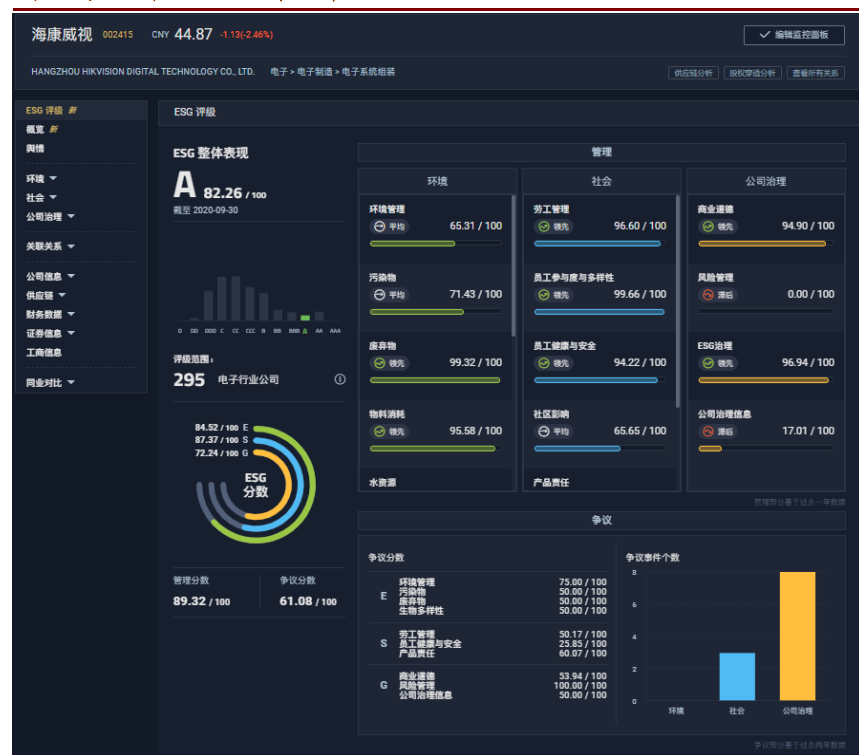 海康威视 002415 CNY 44.87 -1.13(-2.46%)
编辑监控面板
HANGZHOU HIKVISION DIGITAL TECHNOLOGY CO., LTD. 电子 > 电子制造 > 电子系统组装
供应链分析 股权穿透分析 查看所有关系
ESG 评级 新
概览 新
舆情
环境
社会
公司治理
关联关系
公司信息
供应链
财务数据
证券信息
工商信息
同业对比
ESG 评级
ESG 整体表现
A 82.26 / 100
截至 2020-09-30
D DD DDD C CC CCC B BB BBB A AA AAA
评级范围:
295 电子行业公司
84.52 / 100 E
87.37 / 100 S
72.24 / 100 G
ESG
分数
管理分数 争议分数
89.32 / 100 61.08 / 100
管理
环境
环境管理
平均 65.31 / 100
污染物
平均 71.43 / 100
废弃物
领先 99.32 / 100
物料消耗
领先 95.58 / 100
水资源
社会
劳工管理
领先 96.60 / 100
员工参与度与多样性
领先 99.66 / 100
员工健康与安全
领先 94.22 / 100
社区影响
平均 65.65 / 100
产品责任
公司治理
商业道德
领先 94.90 / 100
风险管理
滞后 0.00 / 100
ESG治理
领先 96.94 / 100
公司治理信息
滞后 17.01 / 100
管理部分基于过去一年数据
争议
争议分数
E
环境管理 75.00 / 100
污染物 50.00 / 100
废弃物 50.00 / 100
生物多样性 50.00 / 100
S
劳工管理 50.17 / 100
员工健康与安全 25.85 / 100
产品责任 60.07 / 100
G
商业道德 53.94 / 100
风险管理 100.00 / 100
公司治理信息 50.00 / 100
争议事件个数
8
6
4
2
0
环境 社会 公司治理
争议部分基于过去两年数据